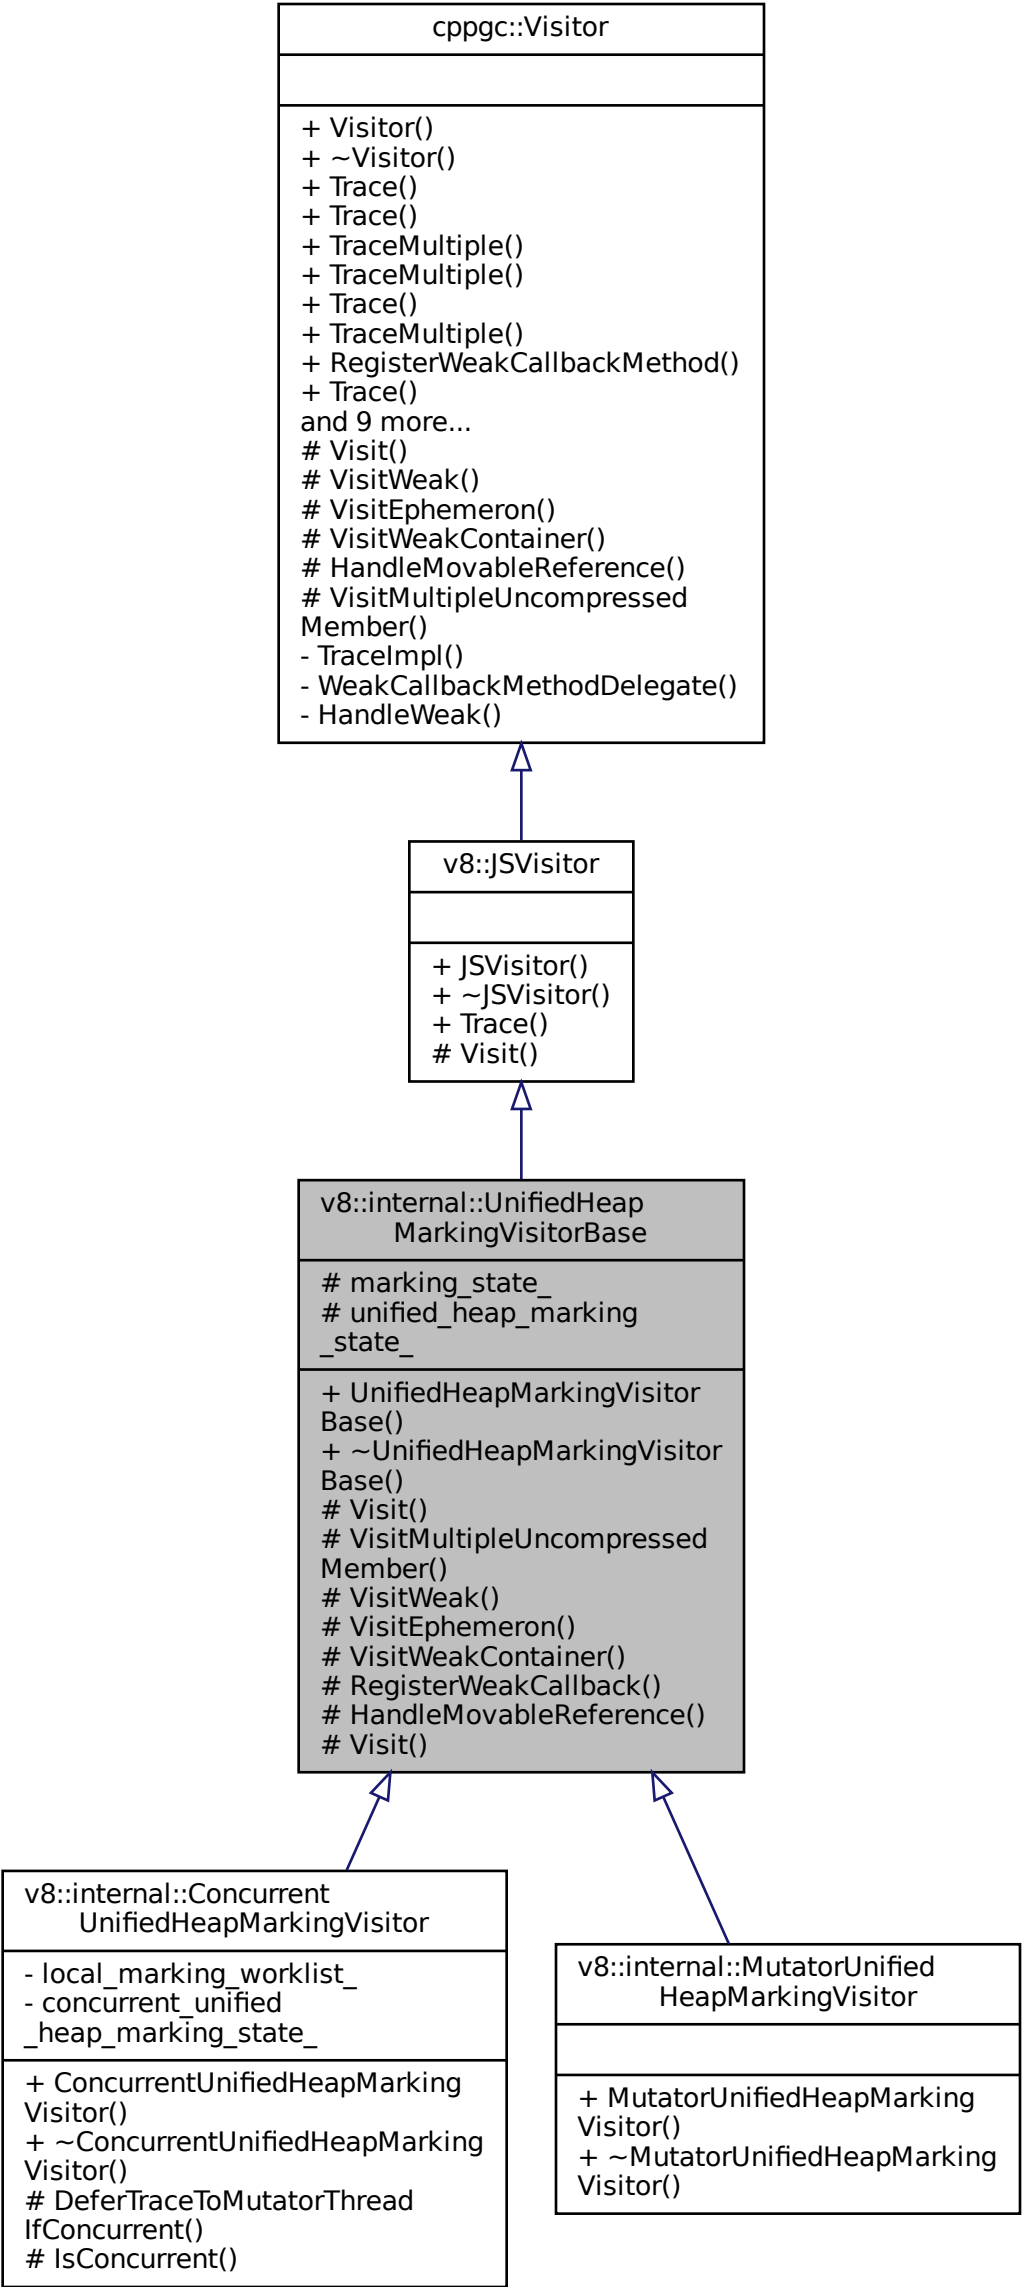 cppgc::Visitor
+ Visitor()
+ ~Visitor()
+ Trace()
+ Trace()
+ TraceMultiple()
+ TraceMultiple()
+ Trace()
+ TraceMultiple()
+ RegisterWeakCallbackMethod()
+ Trace()
and 9 more...
# Visit()
# VisitWeak()
# VisitEphemeron()
# VisitWeakContainer()
# HandleMovableReference()
# VisitMultipleUncompressed
Member()
- TraceImpl()
- WeakCallbackMethodDelegate()
- HandleWeak()
v8::JSVisitor
+ JSVisitor()
+ ~JSVisitor()
+ Trace()
# Visit()
v8::internal::UnifiedHeap
MarkingVisitorBase
# marking_state_
# unified_heap_marking
_state_
+ UnifiedHeapMarkingVisitor
Base()
+ ~UnifiedHeapMarkingVisitor
Base()
# Visit()
# VisitMultipleUncompressed
Member()
# VisitWeak()
# VisitEphemeron()
# VisitWeakContainer()
# RegisterWeakCallback()
# HandleMovableReference()
# Visit()
v8::internal::Concurrent
UnifiedHeapMarkingVisitor
- local_marking_worklist_
- concurrent_unified
_heap_marking_state_
+ ConcurrentUnifiedHeapMarking
Visitor()
+ ~ConcurrentUnifiedHeapMarking
Visitor()
# DeferTraceToMutatorThread
IfConcurrent()
# IsConcurrent()
v8::internal::MutatorUnified
HeapMarkingVisitor
+ MutatorUnifiedHeapMarking
Visitor()
+ ~MutatorUnifiedHeapMarking
Visitor()